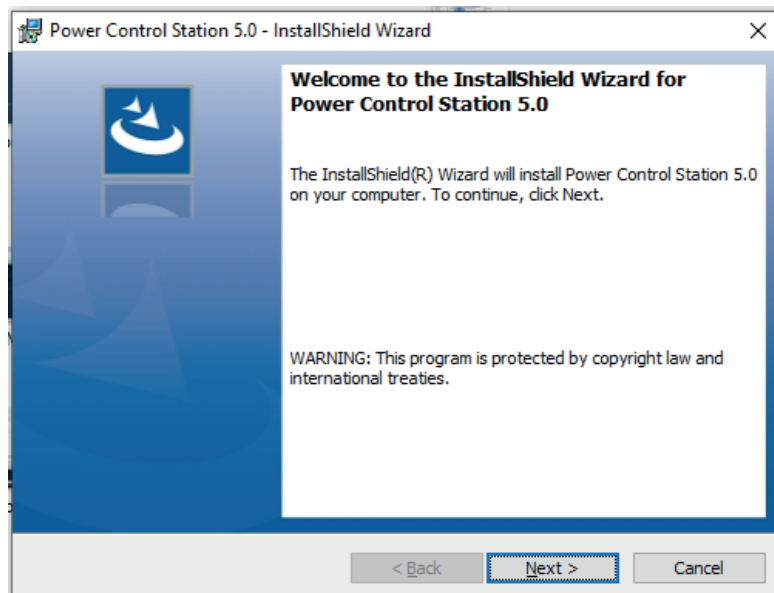 Power Control Station 5.0 - InstallShield Wizard
Welcome to the InstallShield Wizard for
Power Control Station 5.0
The InstallShield(R) Wizard will install Power Control Station 5.0
on your computer. To continue, click Next.
WARNING: This program is protected by copyright law and
international treaties.
< Back
Next >
Cancel